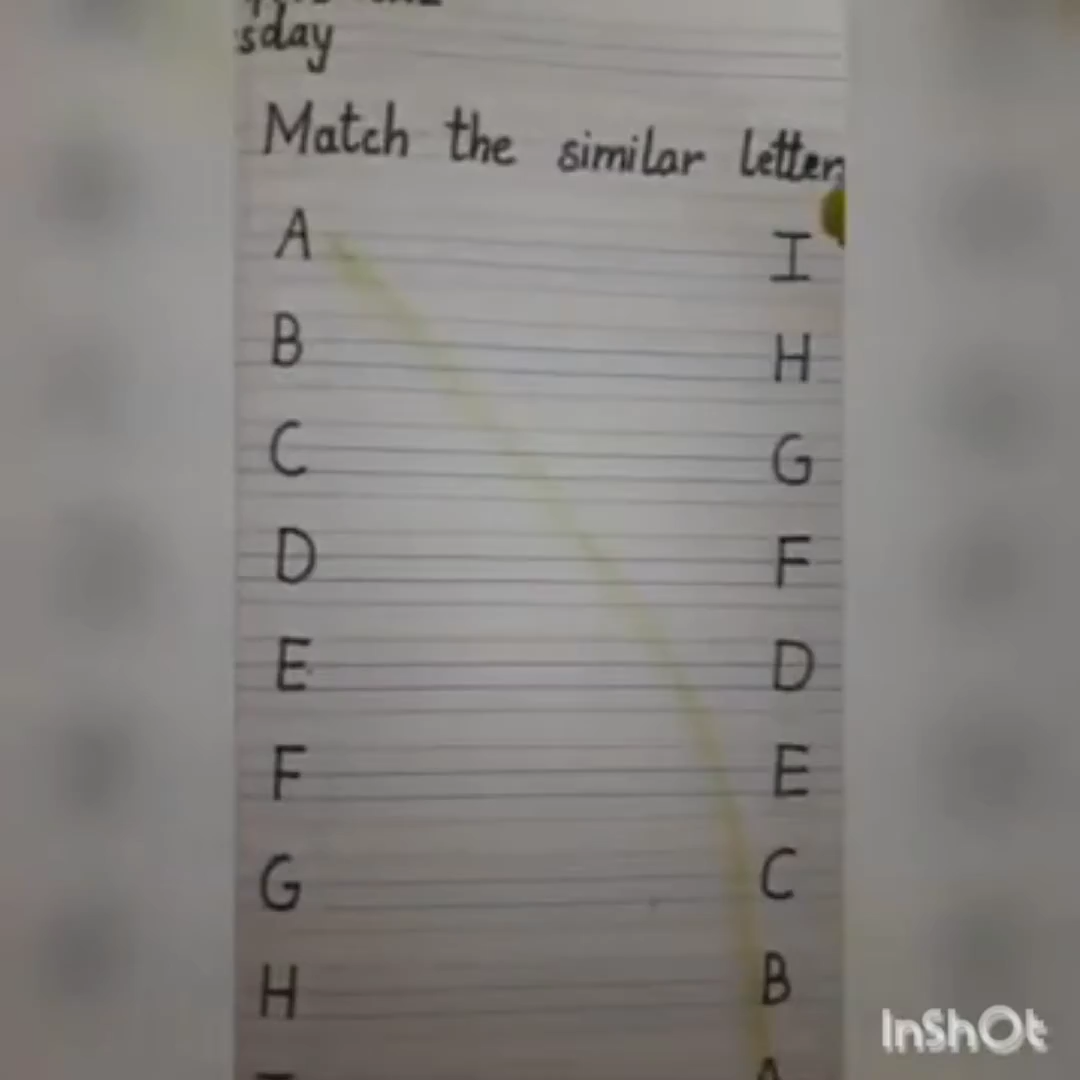 sday
Match the similar letter
A I
B H
C G
D F
E D
F E
G C
H B
A
InShOt